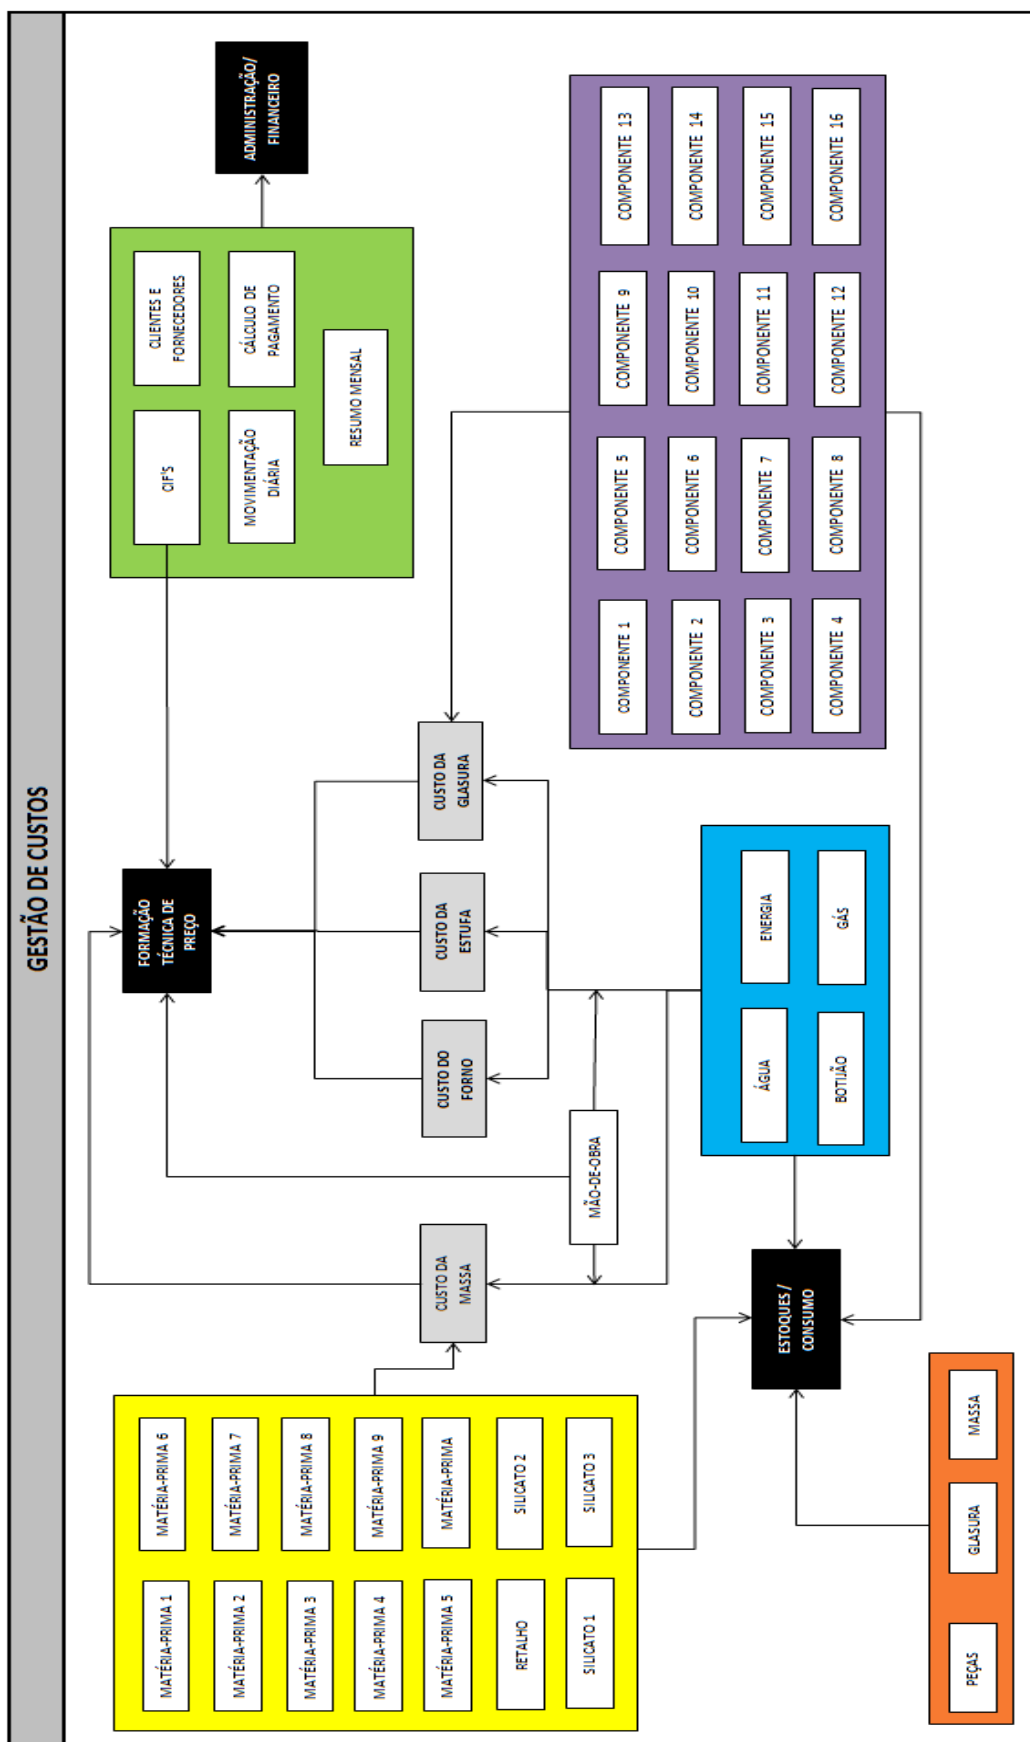 GESTÃO DE CUSTOS
MATÉRIA-PRIMA 1
MATÉRIA-PRIMA 6
MATÉRIA-PRIMA 2
MATÉRIA-PRIMA 7
MATÉRIA-PRIMA 3
MATÉRIA-PRIMA 8
MATÉRIA-PRIMA 4
MATÉRIA-PRIMA 9
MATÉRIA-PRIMA 5
MATÉRIA-PRIMA
RETALHO
SILICATO 2
SILICATO 1
SILICATO 3
FORMAÇÃO
TÉCNICA DE
PREÇO
CIF'S
CLIENTES E
FORNECEDORES
MOVIMENTAÇÃO
DIÁRIA
CÁLCULO DE
PAGAMENTO
RESUMO MENSAL
ADMINISTRAÇÃO/
FINANCEIRO
CUSTO DA
MASSA
CUSTO DO
FORNO
CUSTO DA
ESTUFA
CUSTO DA
GLASURA
MÃO-DE-OBRA
COMPONENTE 1
COMPONENTE 5
COMPONENTE 9
COMPONENTE 13
COMPONENTE 2
COMPONENTE 6
COMPONENTE 10
COMPONENTE 14
COMPONENTE 3
COMPONENTE 7
COMPONENTE 11
COMPONENTE 15
COMPONENTE 4
COMPONENTE 8
COMPONENTE 12
COMPONENTE 16
ÁGUA
ENERGIA
BOTIJÃO
GÁS
ESTOQUES /
CONSUMO
PEÇAS
GLASURA
MASSA